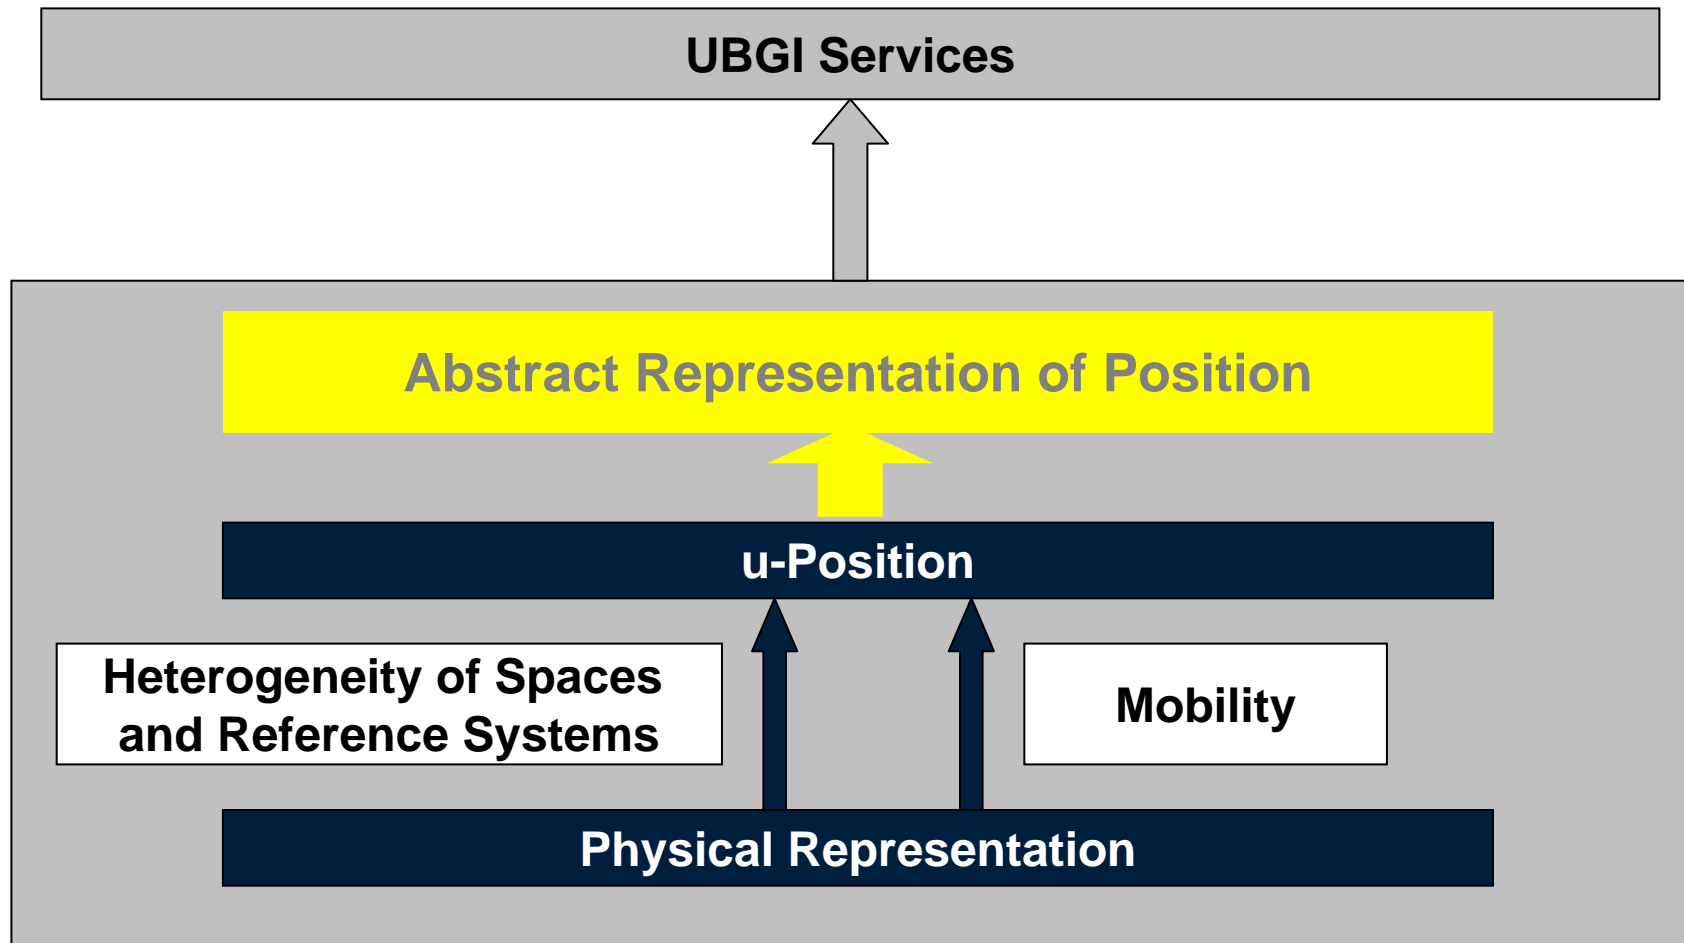 UBGI Services
Abstract Representation of Position
u-Position
Heterogeneity of Spaces
and Reference Systems
Mobility
Physical Representation